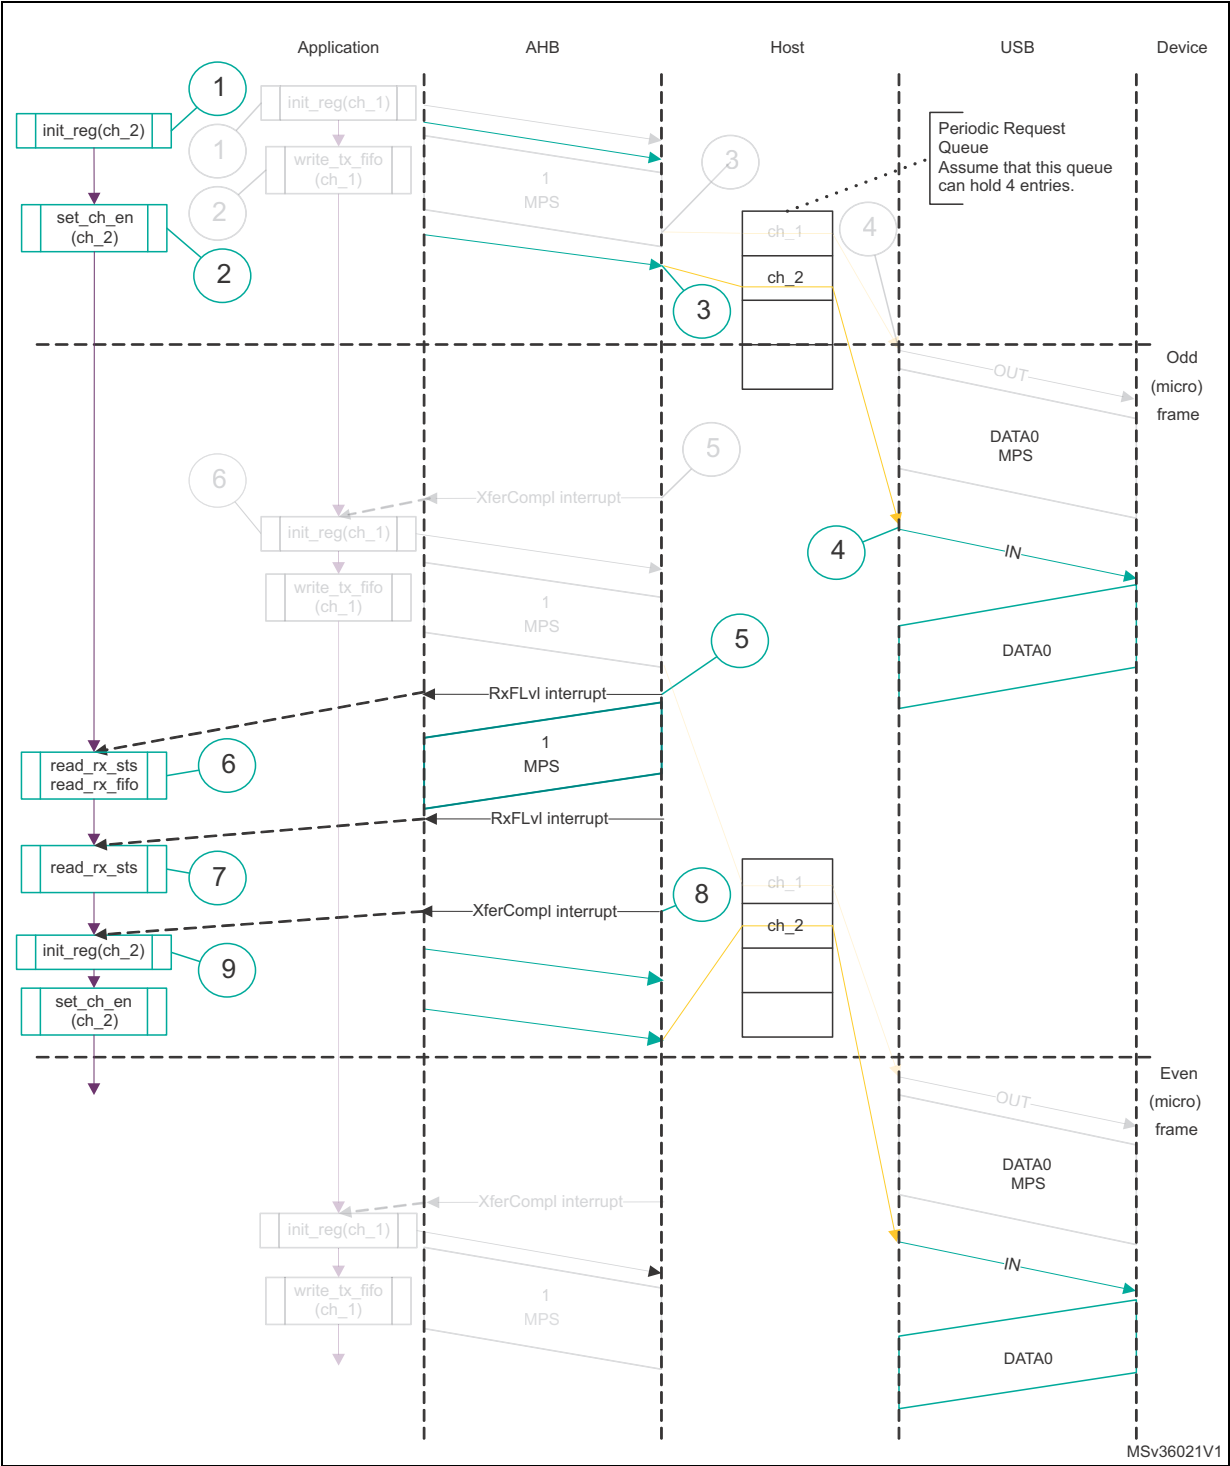 Application AHB Host USB Device
1
init_reg(ch_1)
init_reg(ch_2)
1
Periodic Request
Queue
Assume that this queue
can hold 4 entries.
write_tx_fifo
(ch_1)
3
1
MPS
2
set_ch_en
(ch_2)
ch_1
4
2
ch_2
3
Odd
(micro)
frame
OUT
DATA0
MPS
5
6
XferCompl interrupt
init_reg(ch_1)
4
IN
write_tx_fifo
(ch_1)
1
MPS
5
DATA0
RxFLvl interrupt
1
MPS
read_rx_sts
read_rx_fifo
6
RxFLvl interrupt
read_rx_sts
7
ch_1
8
XferCompl interrupt
ch_2
init_reg(ch_2)
9
set_ch_en
(ch_2)
Even
(micro)
frame
OUT
DATA0
MPS
XferCompl interrupt
init_reg(ch_1)
IN
write_tx_fifo
(ch_1)
1
MPS
DATA0
MSv36021V1